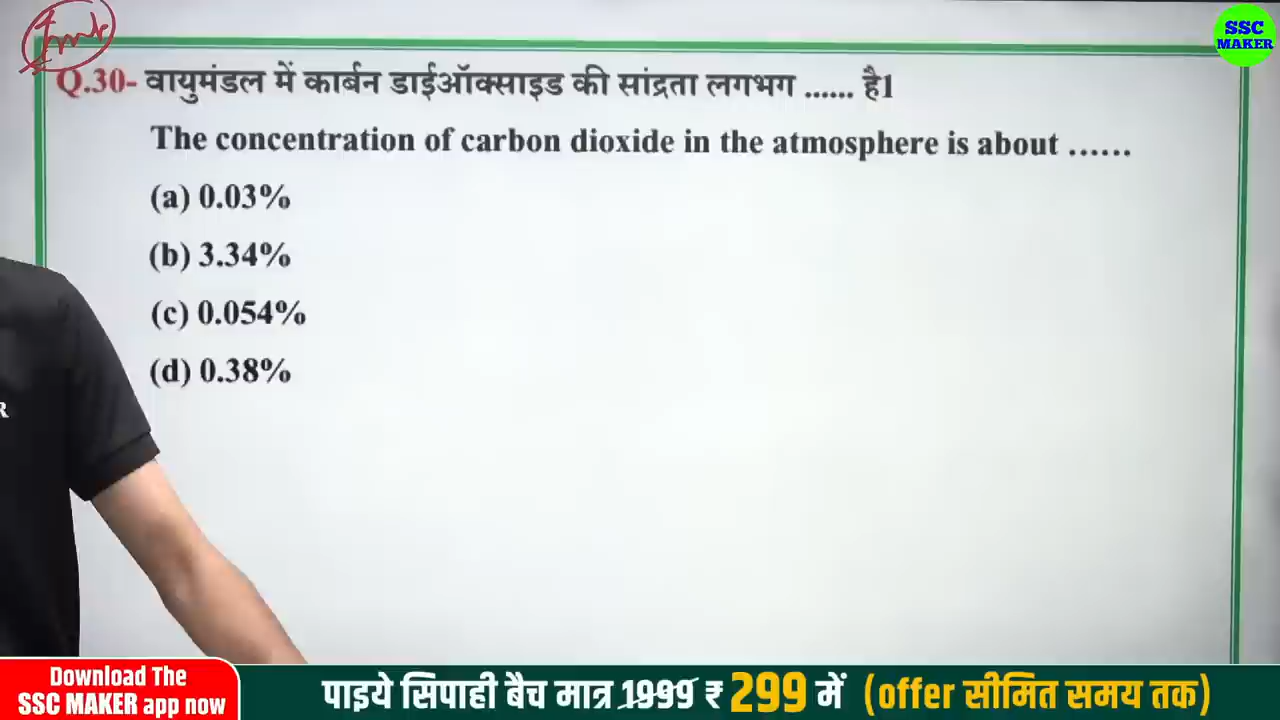 SSC
MAKER
Q.30- वायुमंडल में कार्बन डाईऑक्साइड की सांद्रता लगभग ...... है1
The concentration of carbon dioxide in the atmosphere is about ......
(a) 0.03%
(b) 3.34%
(c) 0.054%
(d) 0.38%
R
Download The
SSC MAKER app now
पाइये सिपाही बैच मात्र 1999 ₹ 299 में (offer सीमित समय तक)